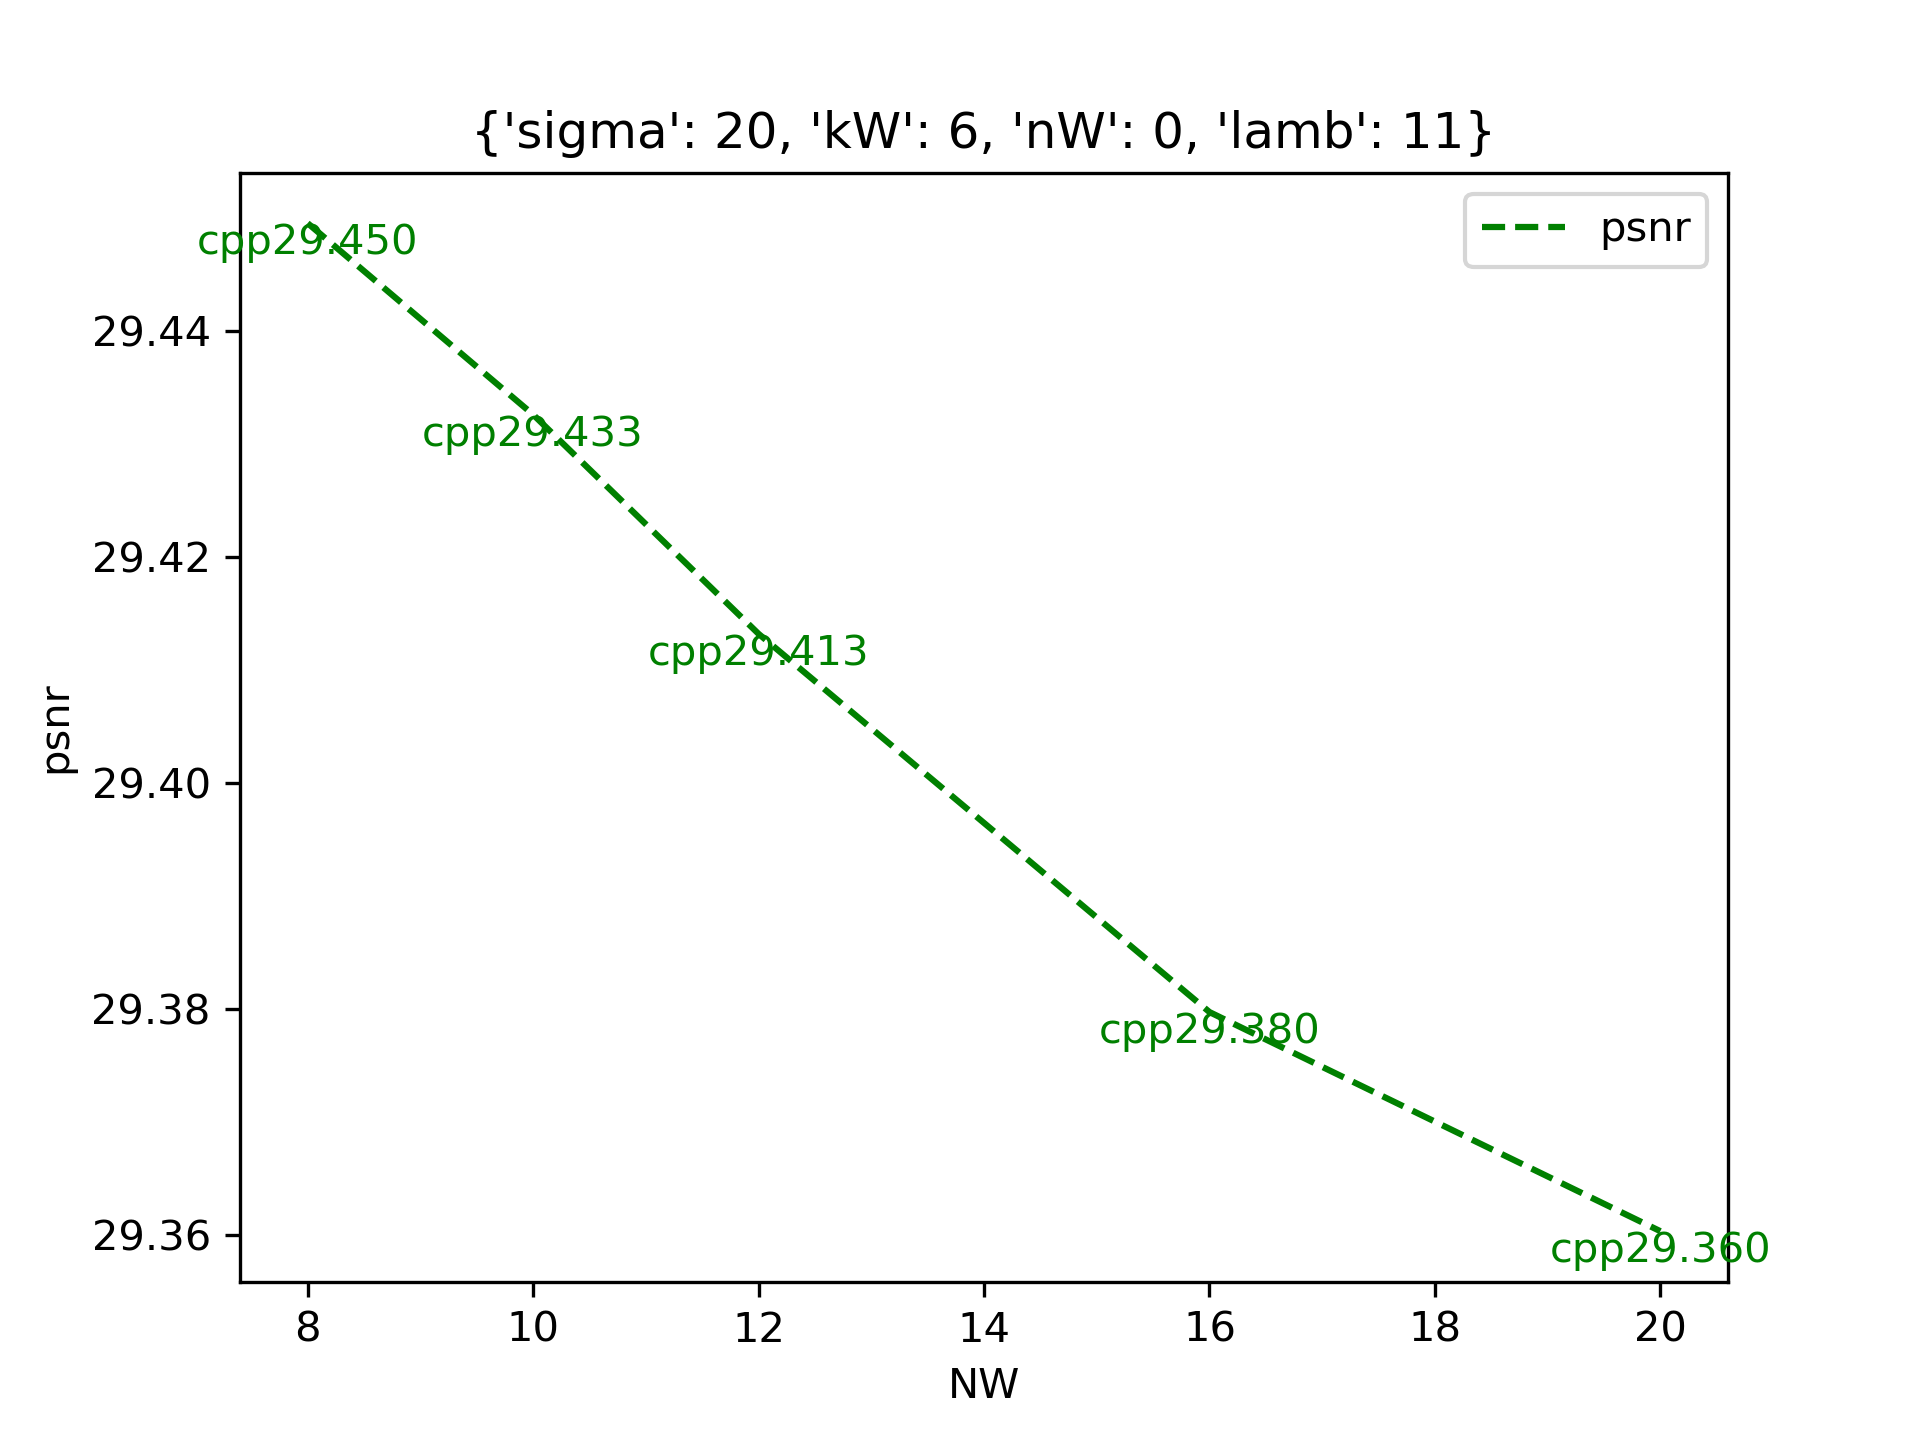 {'sigma': 20, 'kW': 6, 'nW': 0, 'lamb': 11}
psnr
cpp29.450
29.44
cpp29.433
29.42
cpp29.413
psnr
29.40
29.38
cpp29.380
29.36
cpp29.360
8 10 12 14 16 18 20
NW